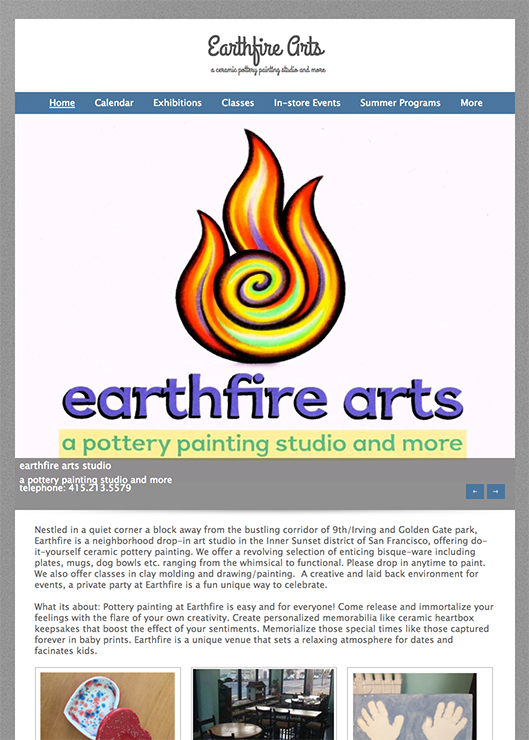 Earthfire Arts
a ceramic pottery painting studio and more
Home Calendar Exhibitions Classes In-store Events Summer Programs More
earthfire arts
a pottery painting studio and more
earthfire arts studio
a pottery painting studio and more
telephone: 415.213.5579
Nestled in a quiet corner a block away from the bustling corridor of 9th/Irving and Golden Gate park,
Earthfire is a neighborhood drop-in art studio in the Inner Sunset district of San Francisco, offering do-
it-yourself ceramic pottery painting. We offer a revolving selection of enticing bisque-ware including
plates, mugs, dog bowls etc. ranging from the whimsical to functional. Please drop in anytime to paint.
We also offer classes in clay molding and drawing/painting. A creative and laid back environment for
events, a private party at Earthfire is a fun unique way to celebrate.
What its about: Pottery painting at Earthfire is easy and for everyone! Come release and immortalize your
feelings with the flare of your own creativity. Create personalized memorabilia like ceramic heartbox
keepsakes that boost the effect of your sentiments. Memorialize those special times like those captured
forever in baby prints. Earthfire is a unique venue that sets a relaxing atmosphere for dates and
facinates kids.